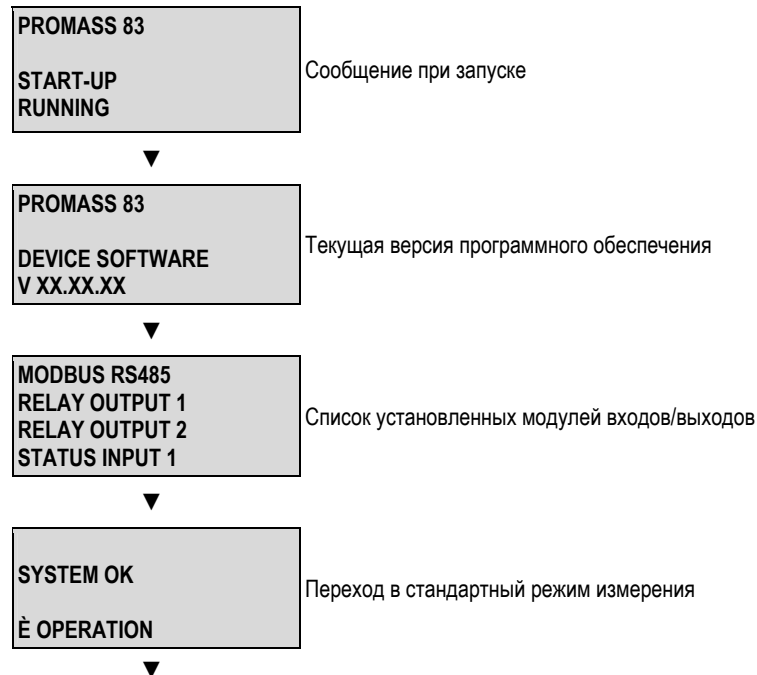 PROMASS 83
START-UP
RUNNING
Сообщение при запуске
▼
PROMASS 83
DEVICE SOFTWARE
V XX.XX.XX
Текущая версия программного обеспечения
▼
MODBUS RS485
RELAY OUTPUT 1
RELAY OUTPUT 2
STATUS INPUT 1
Список установленных модулей входов/выходов
▼
SYSTEM OK
È OPERATION
Переход в стандартный режим измерения
▼